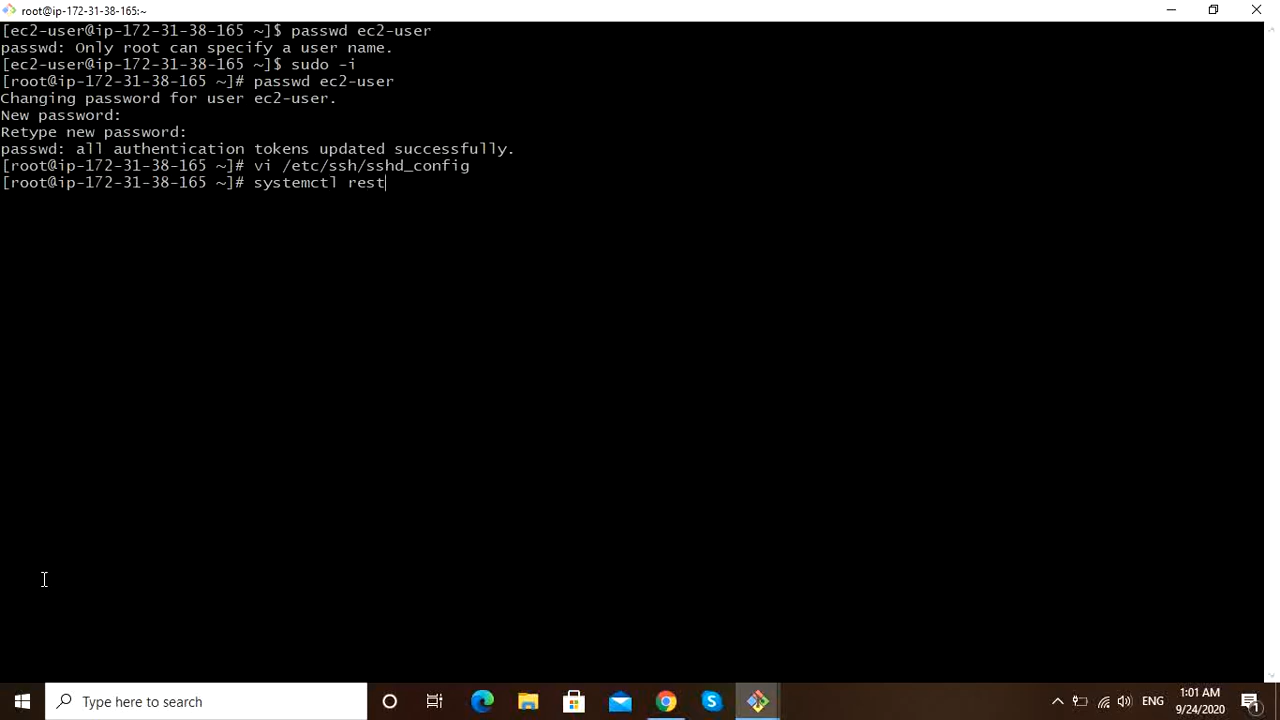 root@ip-172-31-38-165:~
[ec2-user@ip-172-31-38-165 ~]$ passwd ec2-user
passwd: Only root can specify a user name.
[ec2-user@ip-172-31-38-165 ~]$ sudo -i
[root@ip-172-31-38-165 ~]# passwd ec2-user
Changing password for user ec2-user.
New password:
Retype new password:
passwd: all authentication tokens updated successfully.
[root@ip-172-31-38-165 ~]# vi /etc/ssh/sshd_config
[root@ip-172-31-38-165 ~]# systemctl rest
Type here to search
ENG
1:01 AM
9/24/2020
1